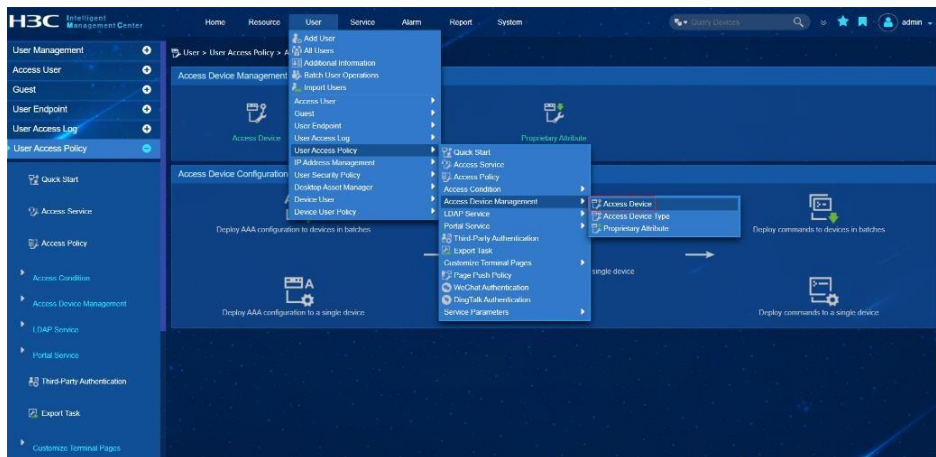 H3C Intelligent Management Center
Home Resource User Service Alarm Report System
Query Devices
admin
User Management
Access User
Guest
User Endpoint
User Access Log
User Access Policy
Quick Start
Access Service
Access Policy
Access Condition
Access Device Management
LDAP Service
Portal Service
Third-Party Authentication
Export Task
Customize Terminal Pages
User > User Access Policy > A
Access Device Management
Access Device
Proprietary Attribute
Access Device Configuration
Deploy AAA configuration to devices in batches
Deploy commands to devices in batches
single device
A
Deploy AAA configuration to a single device
Deploy commands to a single device
Add User
All Users
Additional Information
Batch User Operations
Import Users
Access User
Guest
User Endpoint
User Access Log
User Access Policy
IP Address Management
User Security Policy
Desktop Asset Manager
Device User
Device User Policy
Quick Start
Access Service
Access Policy
Access Condition
Access Device Management
LDAP Service
Portal Service
Third-Party Authentication
Export Task
Customize Terminal Pages
Page Push Policy
WeChat Authentication
DingTalk Authentication
Service Parameters
Access Device
Access Device Type
Proprietary Attribute